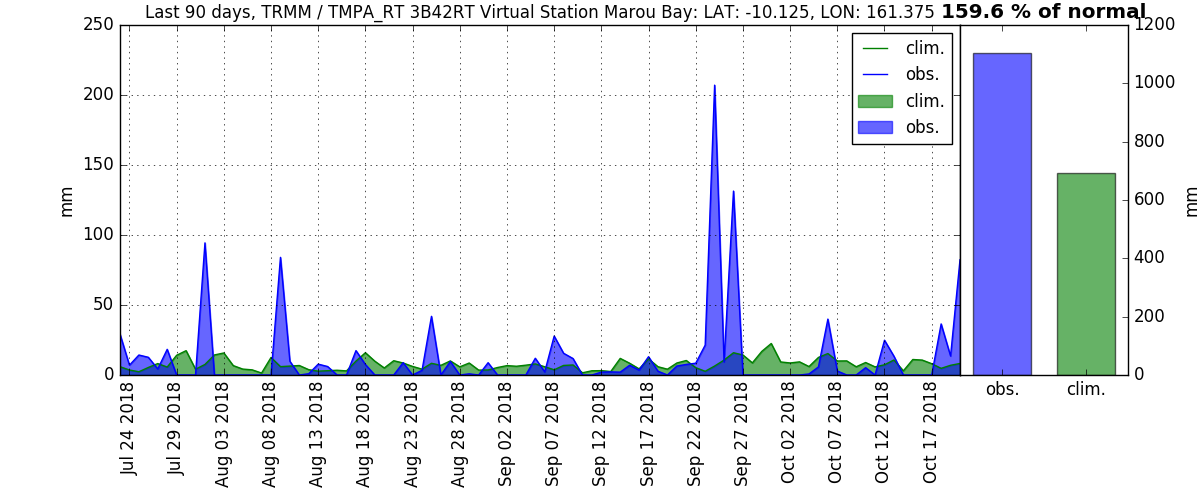 Last 90 days, TRMM / TMPA_RT 3B42RT Virtual Station Marou Bay: LAT: -10.125, LON: 161.375 159.6 % of normal
250
200
150
100
50
0
mm
clim.
obs.
clim.
obs.
1200
1000
800
600
400
200
0
mm
obs.
clim.
Jul 24 2018
Jul 29 2018
Aug 03 2018
Aug 08 2018
Aug 13 2018
Aug 18 2018
Aug 23 2018
Aug 28 2018
Sep 02 2018
Sep 07 2018
Sep 12 2018
Sep 17 2018
Sep 22 2018
Sep 27 2018
Oct 02 2018
Oct 07 2018
Oct 12 2018
Oct 17 2018